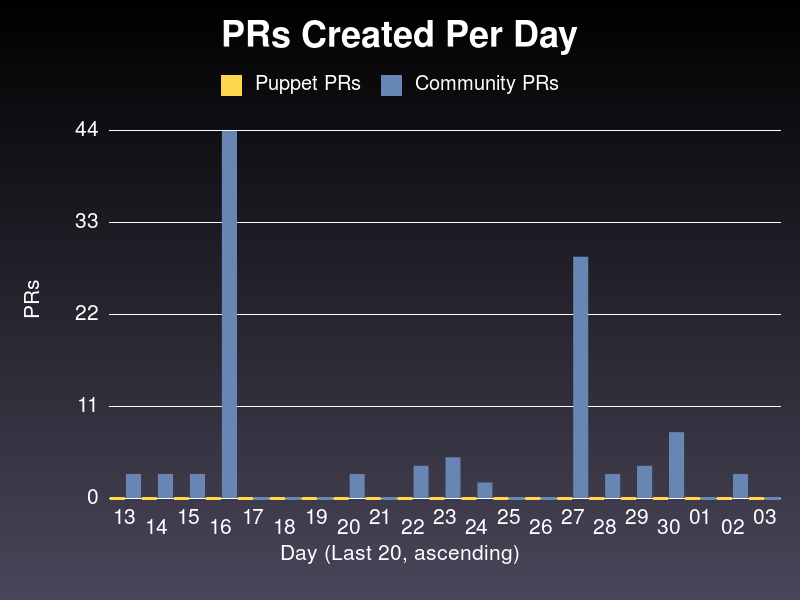 PRs Created Per Day
Puppet PRs Community PRs
44
33
22
11
0
PRs
13 14 15 16 17 18 19 20 21 22 23 24 25 26 27 28 29 30 01 02 03
Day (Last 20, ascending)